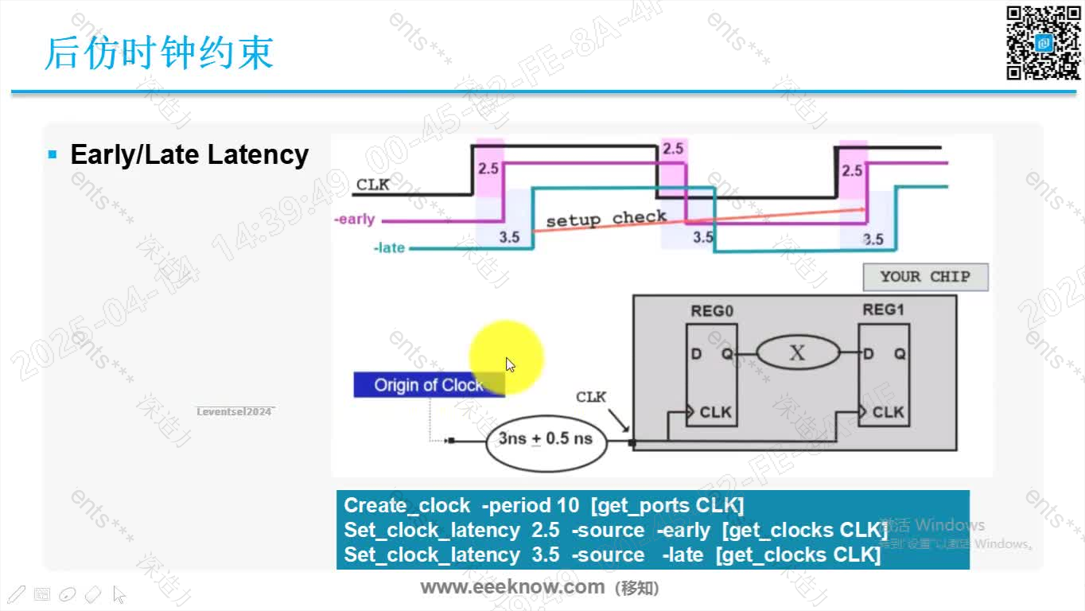 后仿时钟约束
Early/Late Latency
2.5
2.5
2.5
CLK
-early
setup check
3.5
3.5
3.5
-late
YOUR CHIP
REG0
REG1
D
Q
X
D
Q
Origin of Clock
CLK
CLK
CLK
3ns ± 0.5 ns
Leventsel2024
Create_clock -period 10 [get_ports CLK]
Set_clock_latency 2.5 -source -early [get_clocks CLK]
Set_clock_latency 3.5 -source -late [get_clocks CLK]
激活 Windows
www.eeeknow.com (移知)